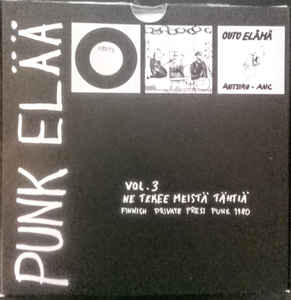 PUNK ELÄÄ
OUTO ELÄMÄ
VOL. 3
NE TEKEE MEISTÄ TÄHTIÄ
FINNISH PRIVATE PRESS PUNK 1980